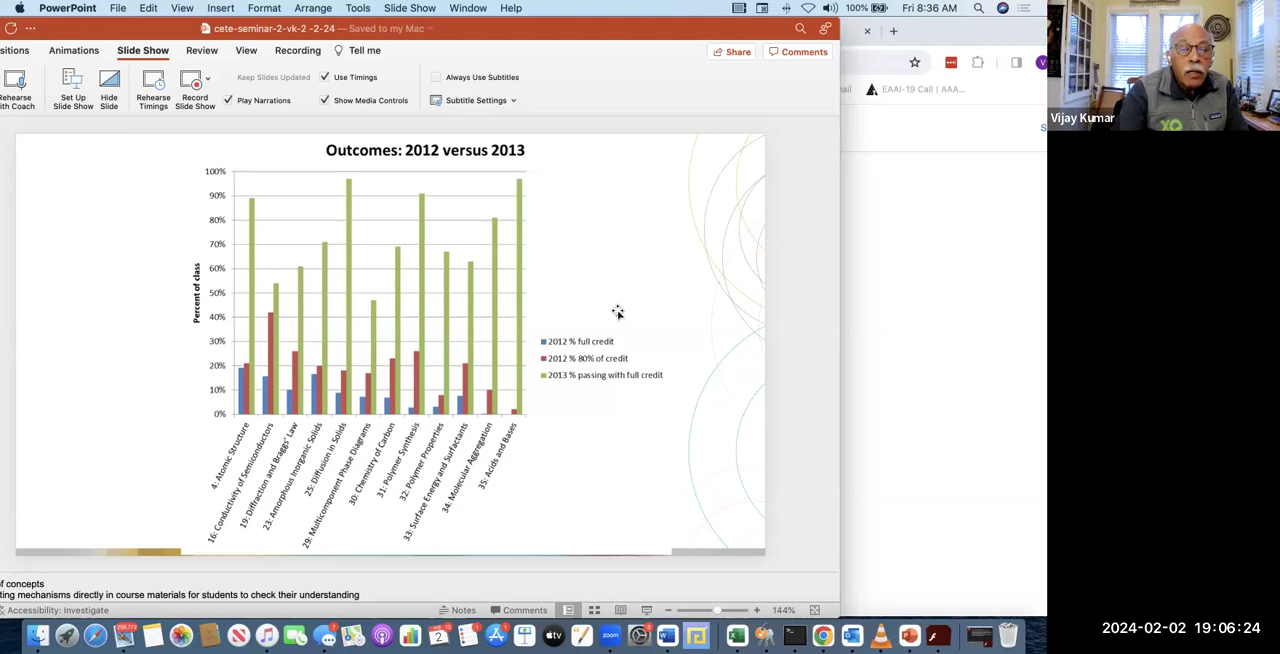 PowerPoint File Edit View Insert Format Arrange Tools Slide Show Window Help 100% Fri 8:36 AM
cete-seminar-2-vk-2 -2-24 — Saved to my Mac
sitions Animations Slide Show Review View Recording Tell me Share Comments
Rehearse
with Coach
Set Up
Slide Show
Hide
Slide
Rehearse
Timings
Record
Slide Show
Keep Slides Updated
Use Timings
Always Use Subtitles
Play Narrations
Show Media Controls
Subtitle Settings
EAAI-19 Call | AAA...
Vijay Kumar
Outcomes: 2012 versus 2013
100%
90%
80%
70%
60%
50%
40%
30%
20%
10%
0%
Percent of class
2012 % full credit
2012 % 80% of credit
2013 % passing with full credit
4: Atomic Structure
16: Conductivity of Semiconductors
19: Diffraction and Braggs' Law
23: Amorphous Inorganic Solids
25: Diffusion in Solids
29: Multicomponent Phase Diagrams
30: Chemistry of Carbon
31: Polymer Synthesis
32: Polymer Properties
33: Surface Energy and Surfactants
34: Molecular Aggregation
35: Acids and Bases
f concepts
ting mechanisms directly in course materials for students to check their understanding
Accessibility: Investigate Notes Comments 144%
2024-02-02 19:06:24